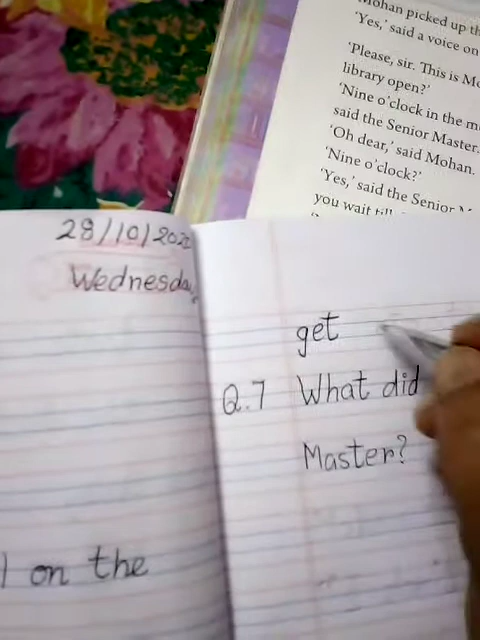 Mohan picked up th
'Yes,' said a voice on
'Please, sir. This is Mo
library open?'
'Nine o'clock in the m
said the Senior Master.
'Oh dear,' said Mohan.
'Nine o'clock?'
'Yes,' said the Senior
you wait till
28/10/202
Wednesday
on the
get
Q.7 What did
Master?